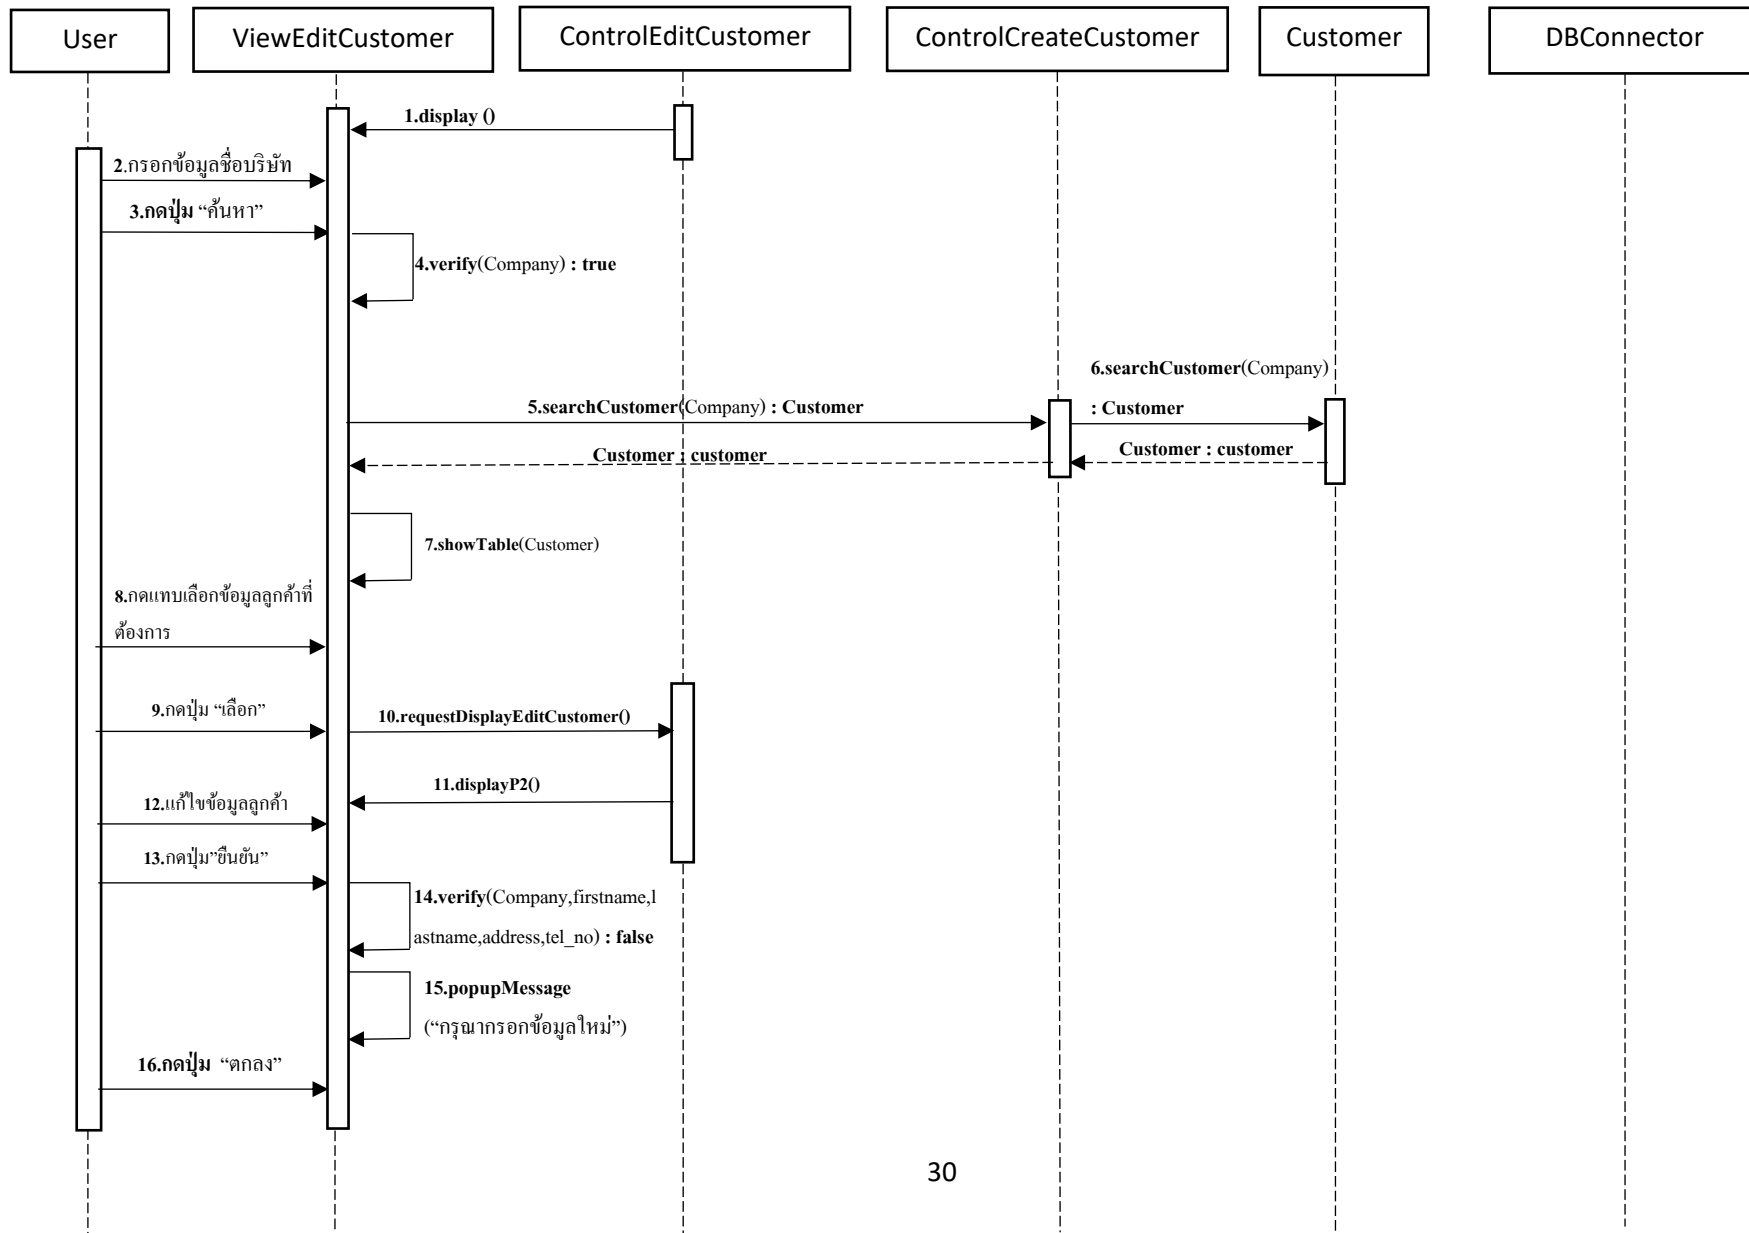 User
ViewEditCustomer
ControlEditCustomer
ControlCreateCustomer
Customer
DBConnector
1.display ()
2.กรอกข้อมูลชื่อบริษัท
3.กดปุ่ม “ค้นหา”
4.verify(Company) : true
6.searchCustomer(Company)
: Customer
5.searchCustomer(Company) : Customer
Customer : customer
Customer : customer
7.showTable(Customer)
8.กดแทบเลือกข้อมูลลูกค้าที่
ต้องการ
9.กดปุ่ม “เลือก”
10.requestDisplayEditCustomer()
11.displayP2()
12.แก้ไขข้อมูลลูกค้า
13.กดปุ่ม”ยืนยัน”
14.verify(Company,firstname,l
astname,address,tel_no) : false
15.popupMessage
(“กรุณากรอกข้อมูลใหม่”)
16.กดปุ่ม “ตกลง”
30